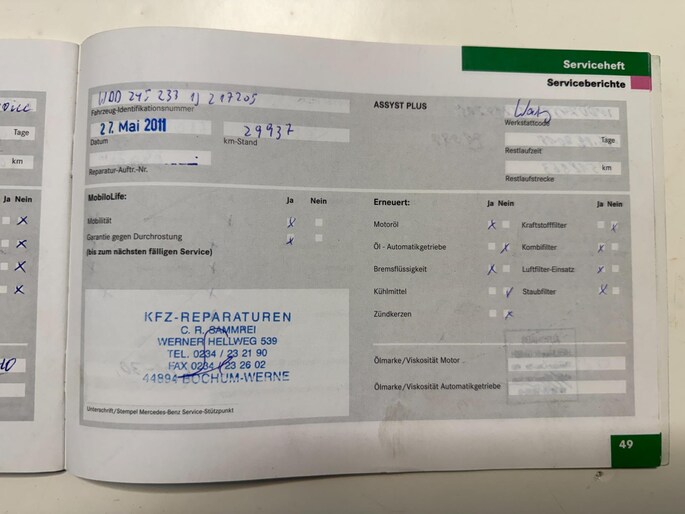 Serviceheft
Serviceberichte
WDD 245 233 1J 217205
Fahrzeug-Identifikationsnummer
27. Mai 2011
29937
Datum
km-Stand
Reparatur-Auftr.-Nr.
ASSYST PLUS
Werkstattcode
Tage
Restlaufzeit
km
Restlaufstrecke
Tage
km
Ja Nein
MobiloLife:
Ja Nein
Mobilität
x
Garantie gegen Durchrostung
x
(bis zum nächsten fälligen Service)
Erneuert:
Ja Nein
Ja Nein
Motoröl
x
Kraftstofffilter
x
Öl - Automatikgetriebe
x
Kombifilter
x
Bremsflüssigkeit
x
Luftfilter-Einsatz
x
Kühlmittel
x
Staubfilter
x
Zündkerzen
x
KFZ-REPARATUREN
C. R. SAMMREI
WERNER HELLWEG 539
TEL. 0234 / 23 21 90
FAX 0234 / 23 26 02
44894 BOCHUM-WERNE
Unterschrift/Stempel Mercedes-Benz Service-Stützpunkt
Ölmarke/Viskosität Motor
Ölmarke/Viskosität Automatikgetriebe
49